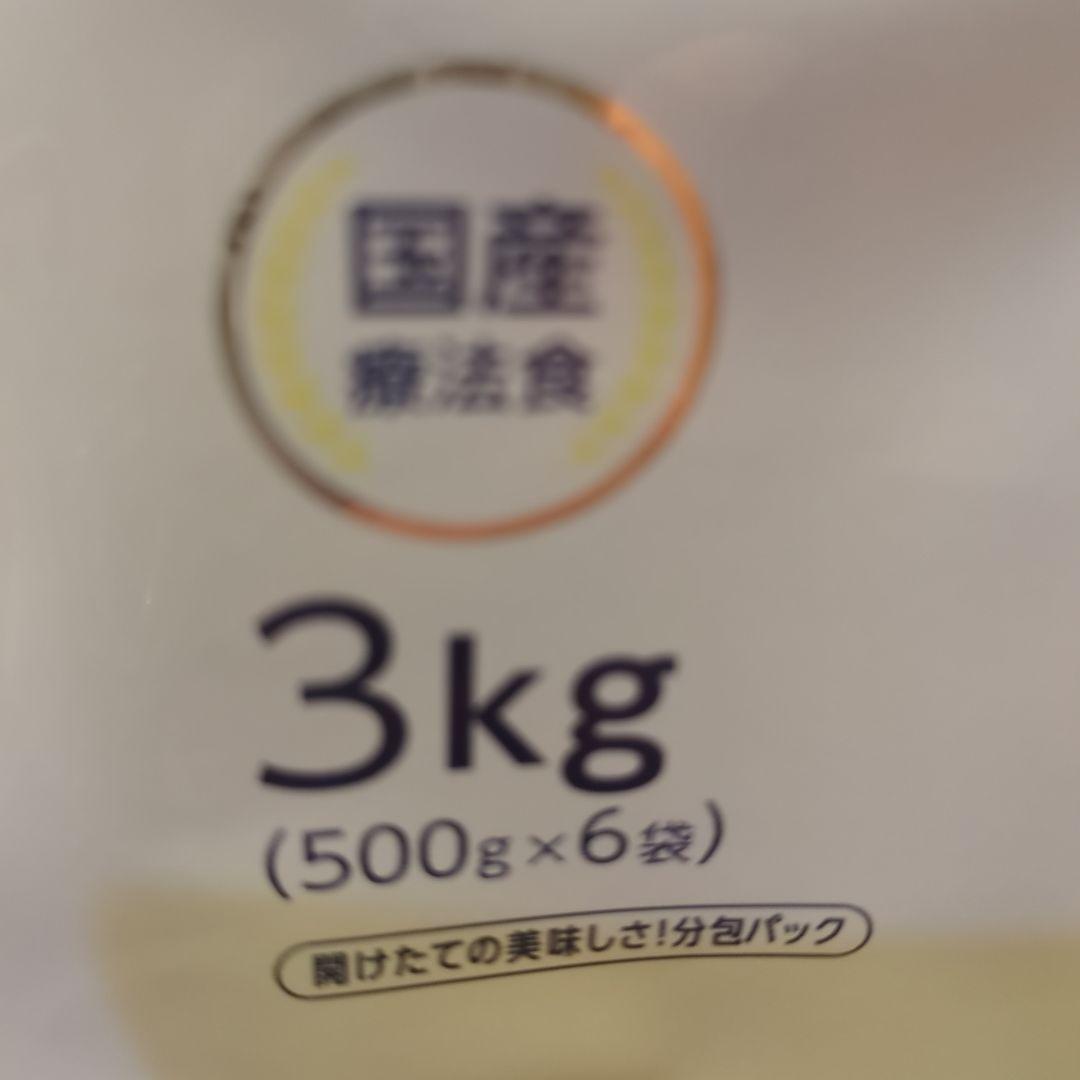 国産
療法食
3kg
(500g×6袋)
開けたての美味しさ!分包パック